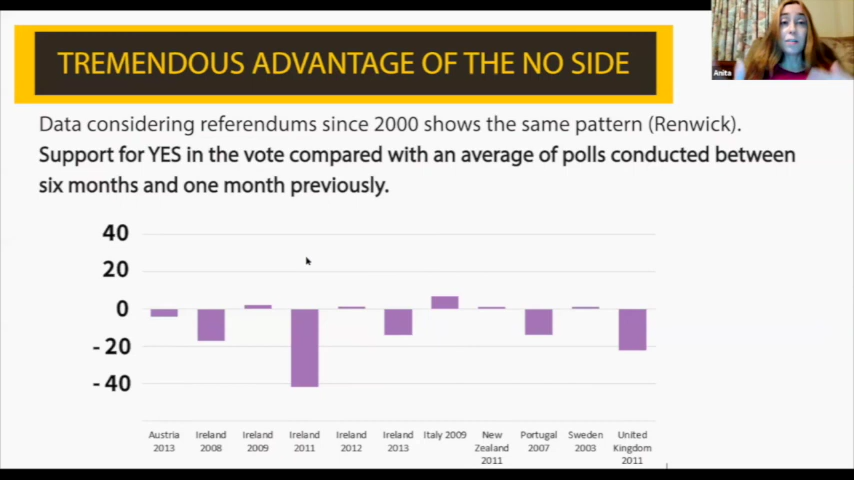 TREMENDOUS ADVANTAGE OF THE NO SIDE
Anita
Data considering referendums since 2000 shows the same pattern (Renwick).
Support for YES in the vote compared with an average of polls conducted between
six months and one month previously.
40
20
0
- 20
- 40
Austria 2013
Ireland 2008
Ireland 2009
Ireland 2011
Ireland 2012
Ireland 2013
Italy 2009
New Zealand 2011
Portugal 2007
Sweden 2003
United Kingdom 2011